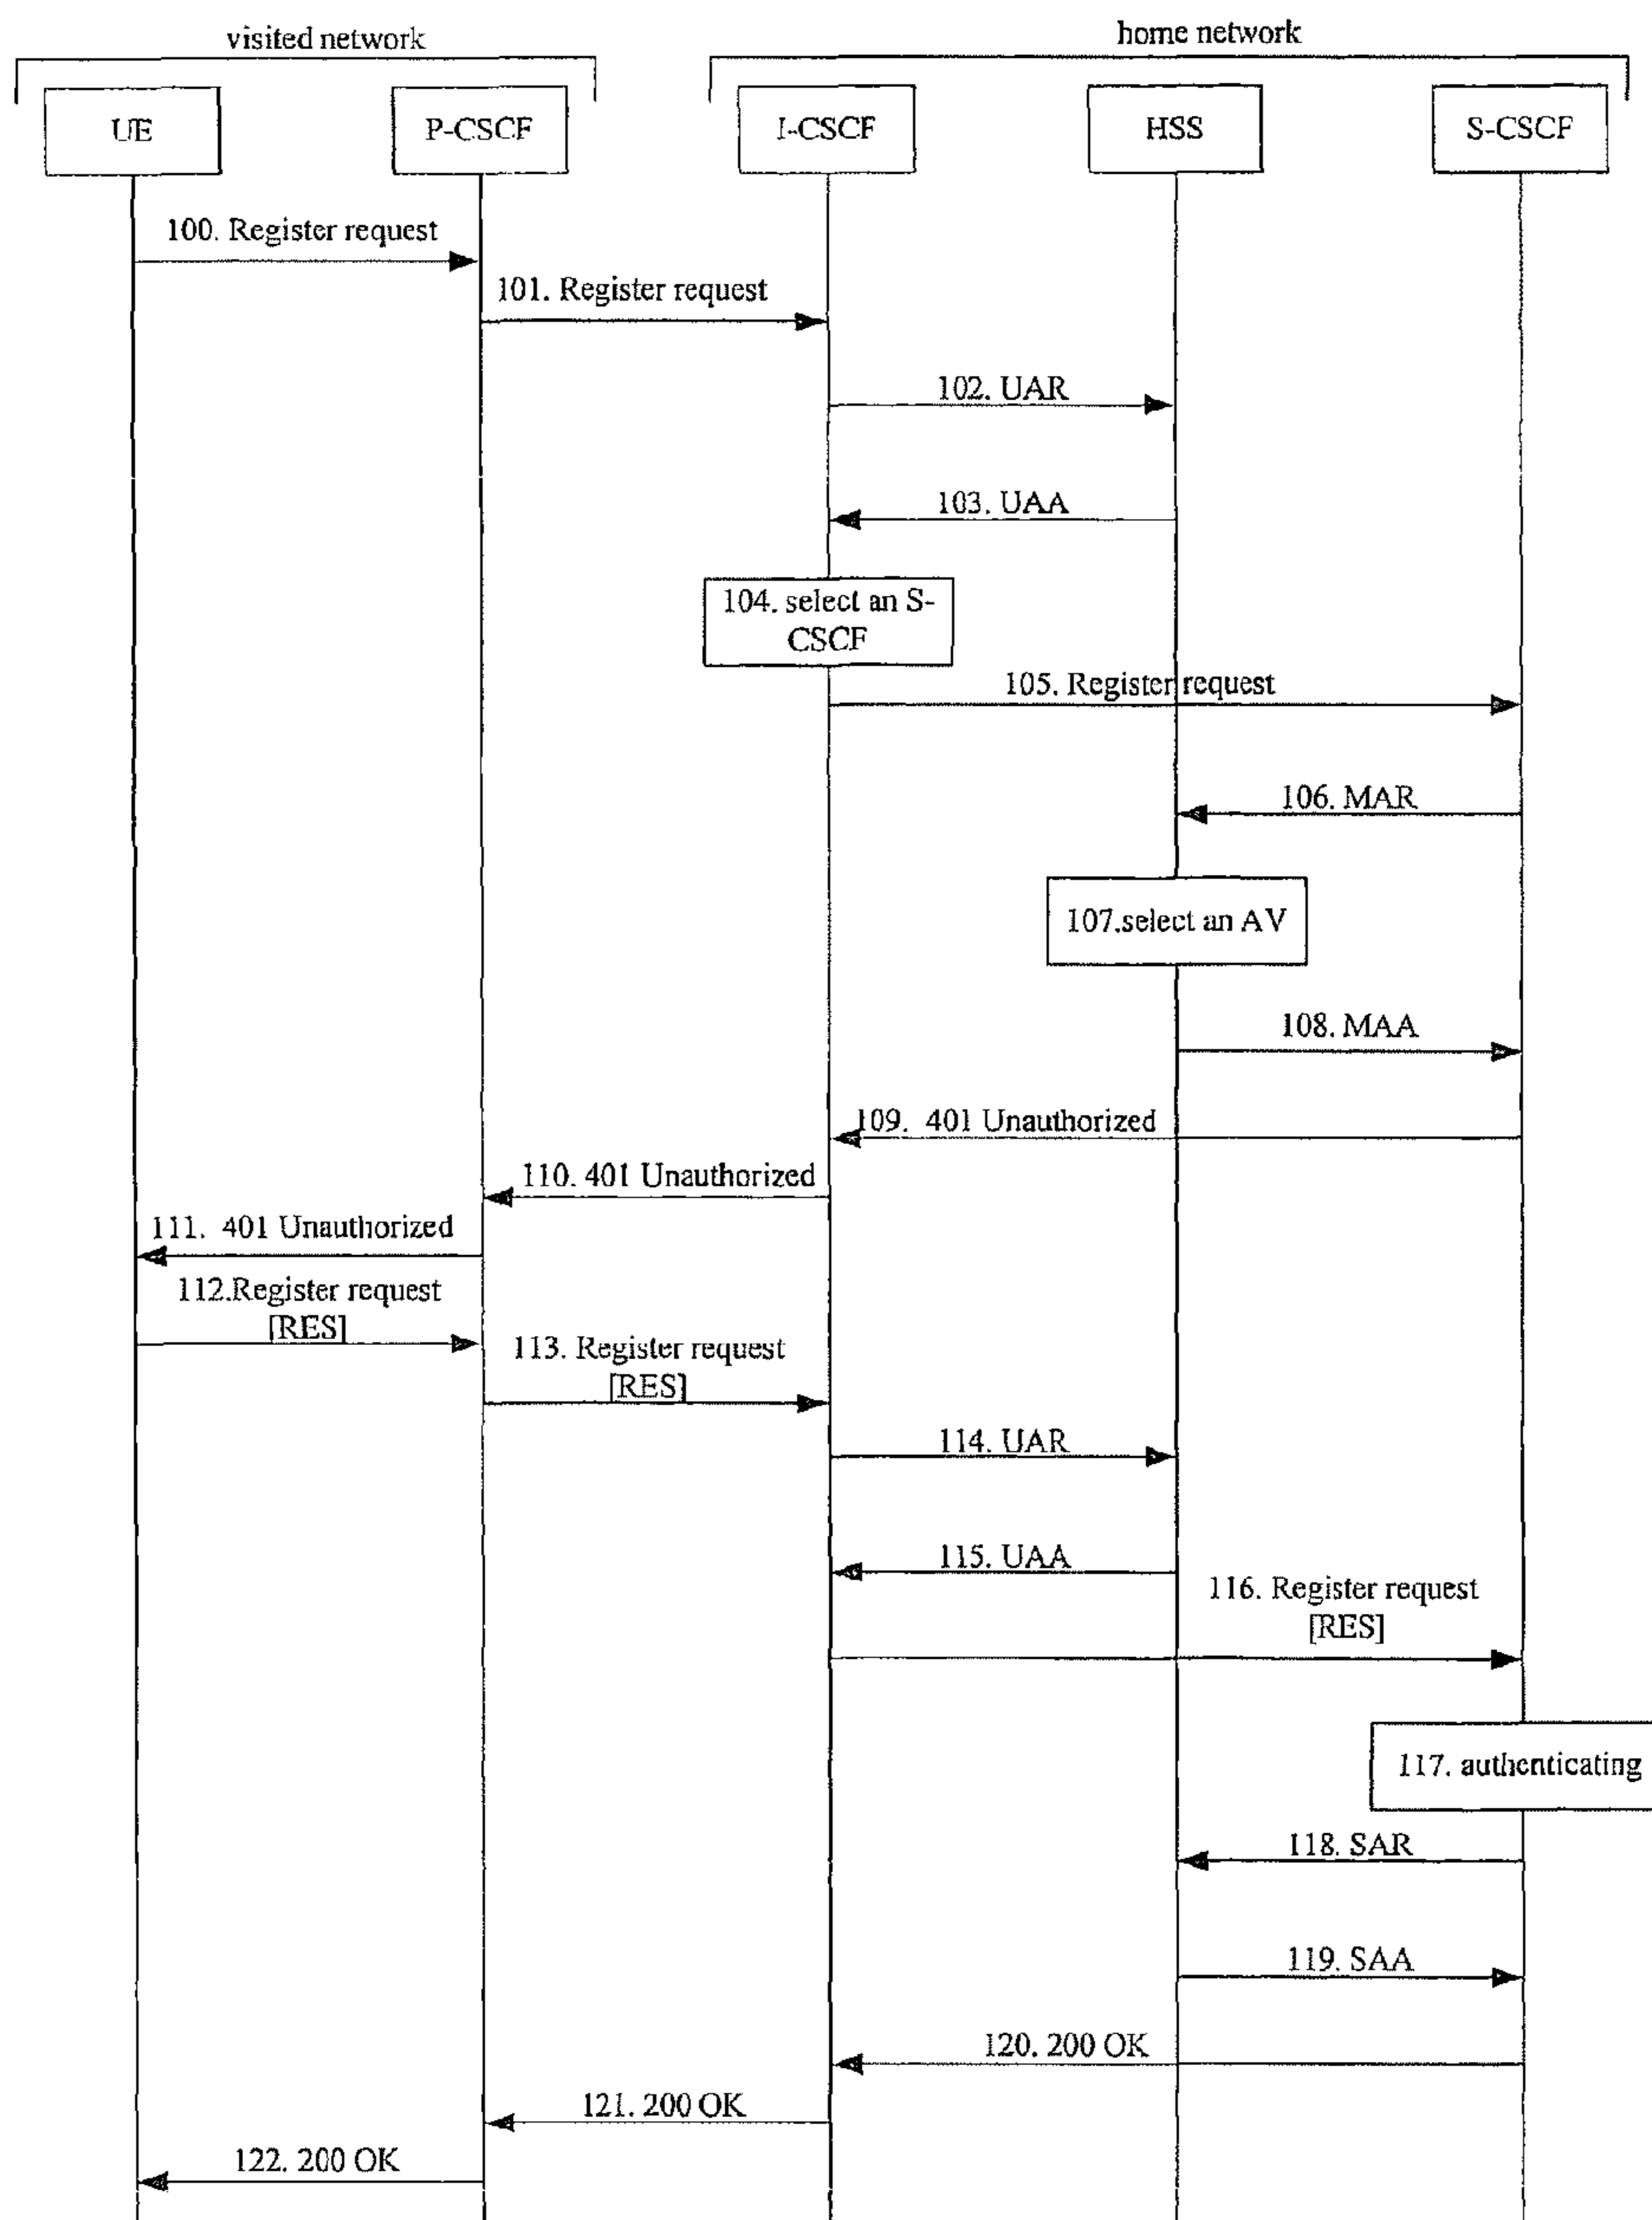 visited network
home network
UE
P-CSCF
I-CSCF
HSS
S-CSCF
100. Register request
101. Register request
102. UAR
103. UAA
104. select an S-
CSCF
105. Register request
106. MAR
107.select an AV
108. MAA
109. 401 Unauthorized
110. 401 Unauthorized
111. 401 Unauthorized
112.Register request
[RES]
113. Register request
[RES]
114. UAR
115. UAA
116. Register request
[RES]
117. authenticating
118. SAR
119. SAA
120. 200 OK
121. 200 OK
122. 200 OK